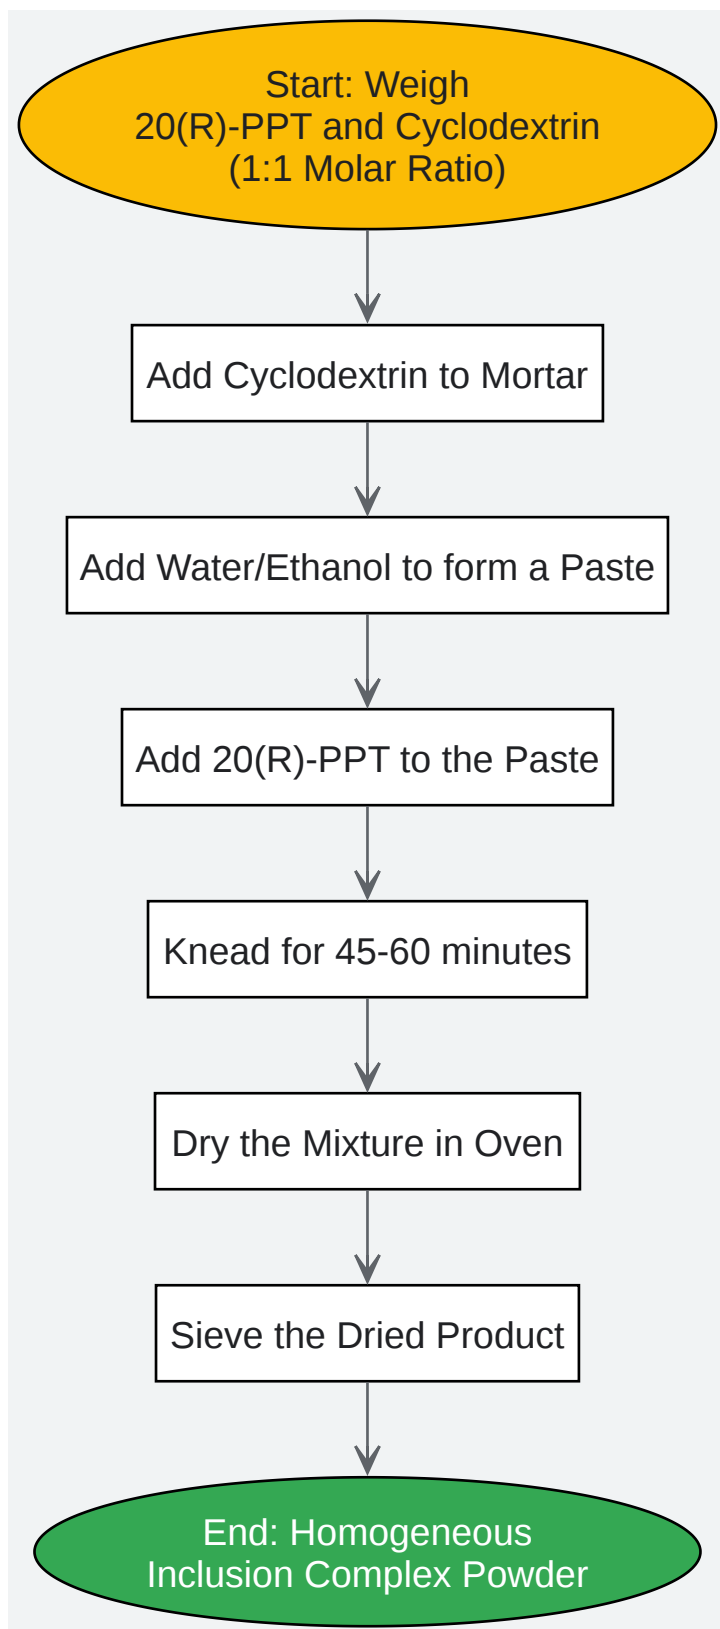 Start: Weigh
20(R)-PPT and Cyclodextrin
(1:1 Molar Ratio)
Add Cyclodextrin to Mortar
Add Water/Ethanol to form a Paste
Add 20(R)-PPT to the Paste
Knead for 45-60 minutes
Dry the Mixture in Oven
Sieve the Dried Product
End: Homogeneous
Inclusion Complex Powder